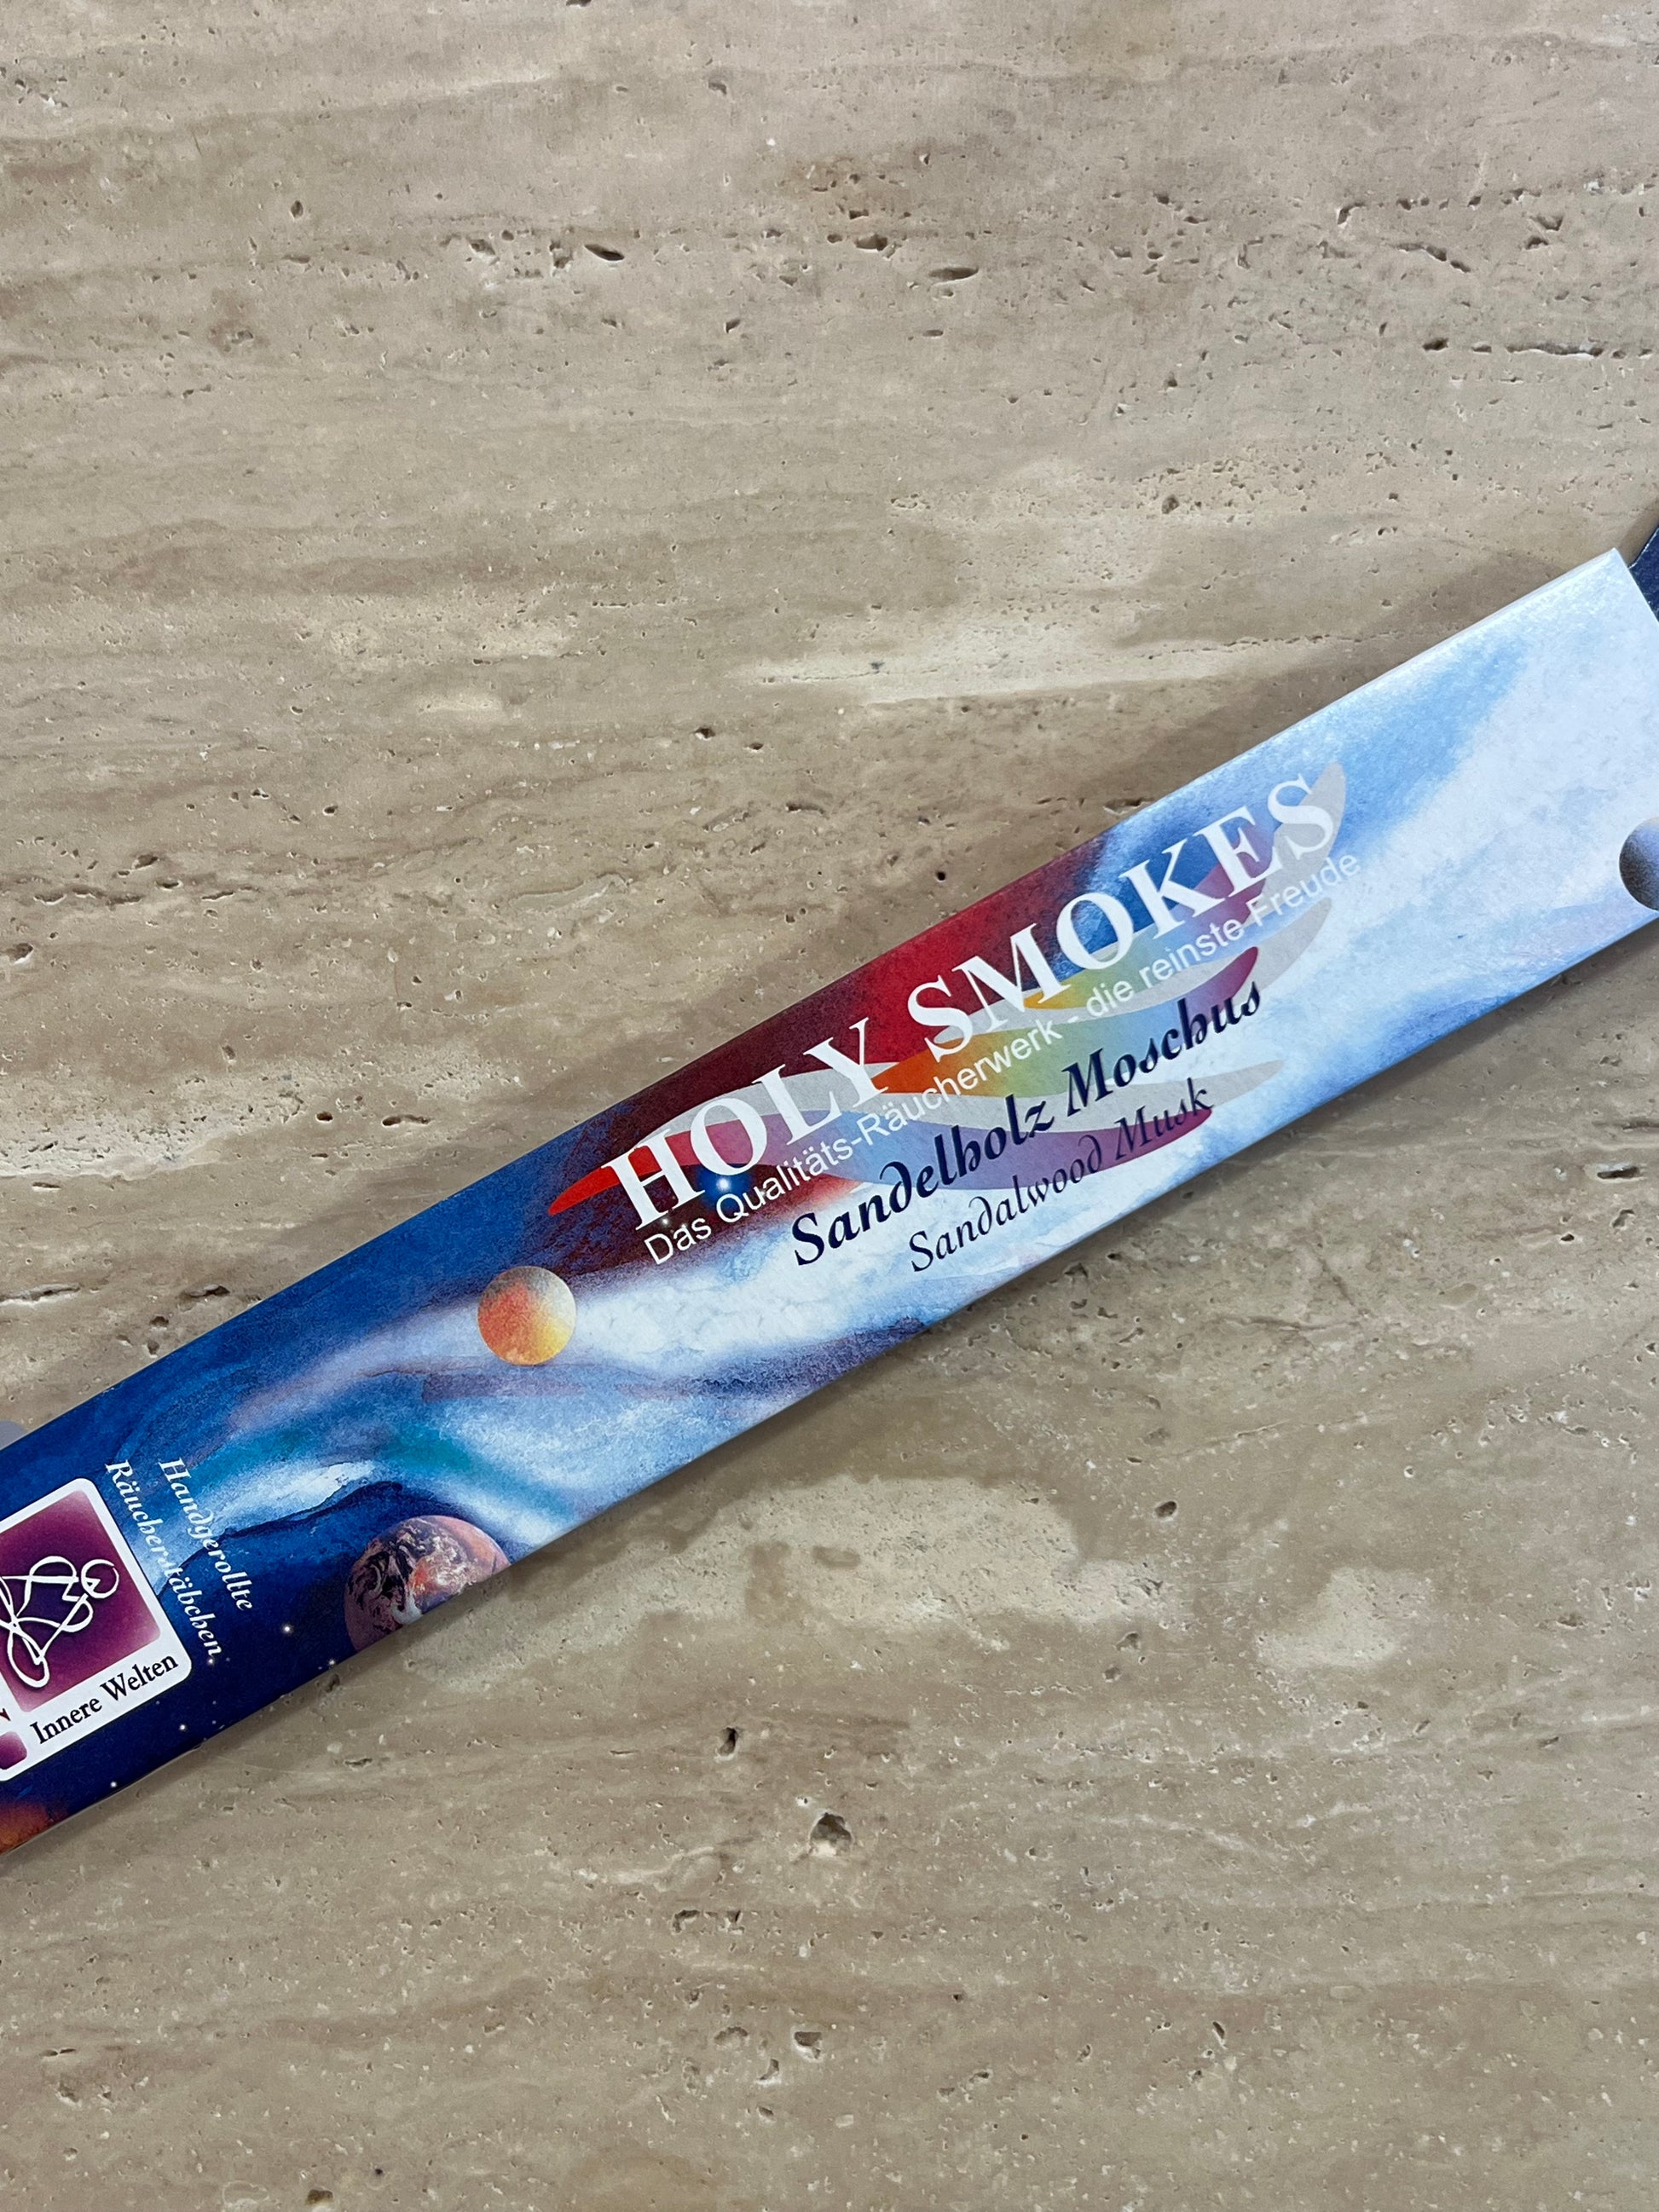 HOLY SMOKES
Das Qualitäts-Räucherwerk - die reinste Freude
Sandelholz Moschus
Sandalwood Musk
Handgerollte
Räucherstäbchen
Innere Welten